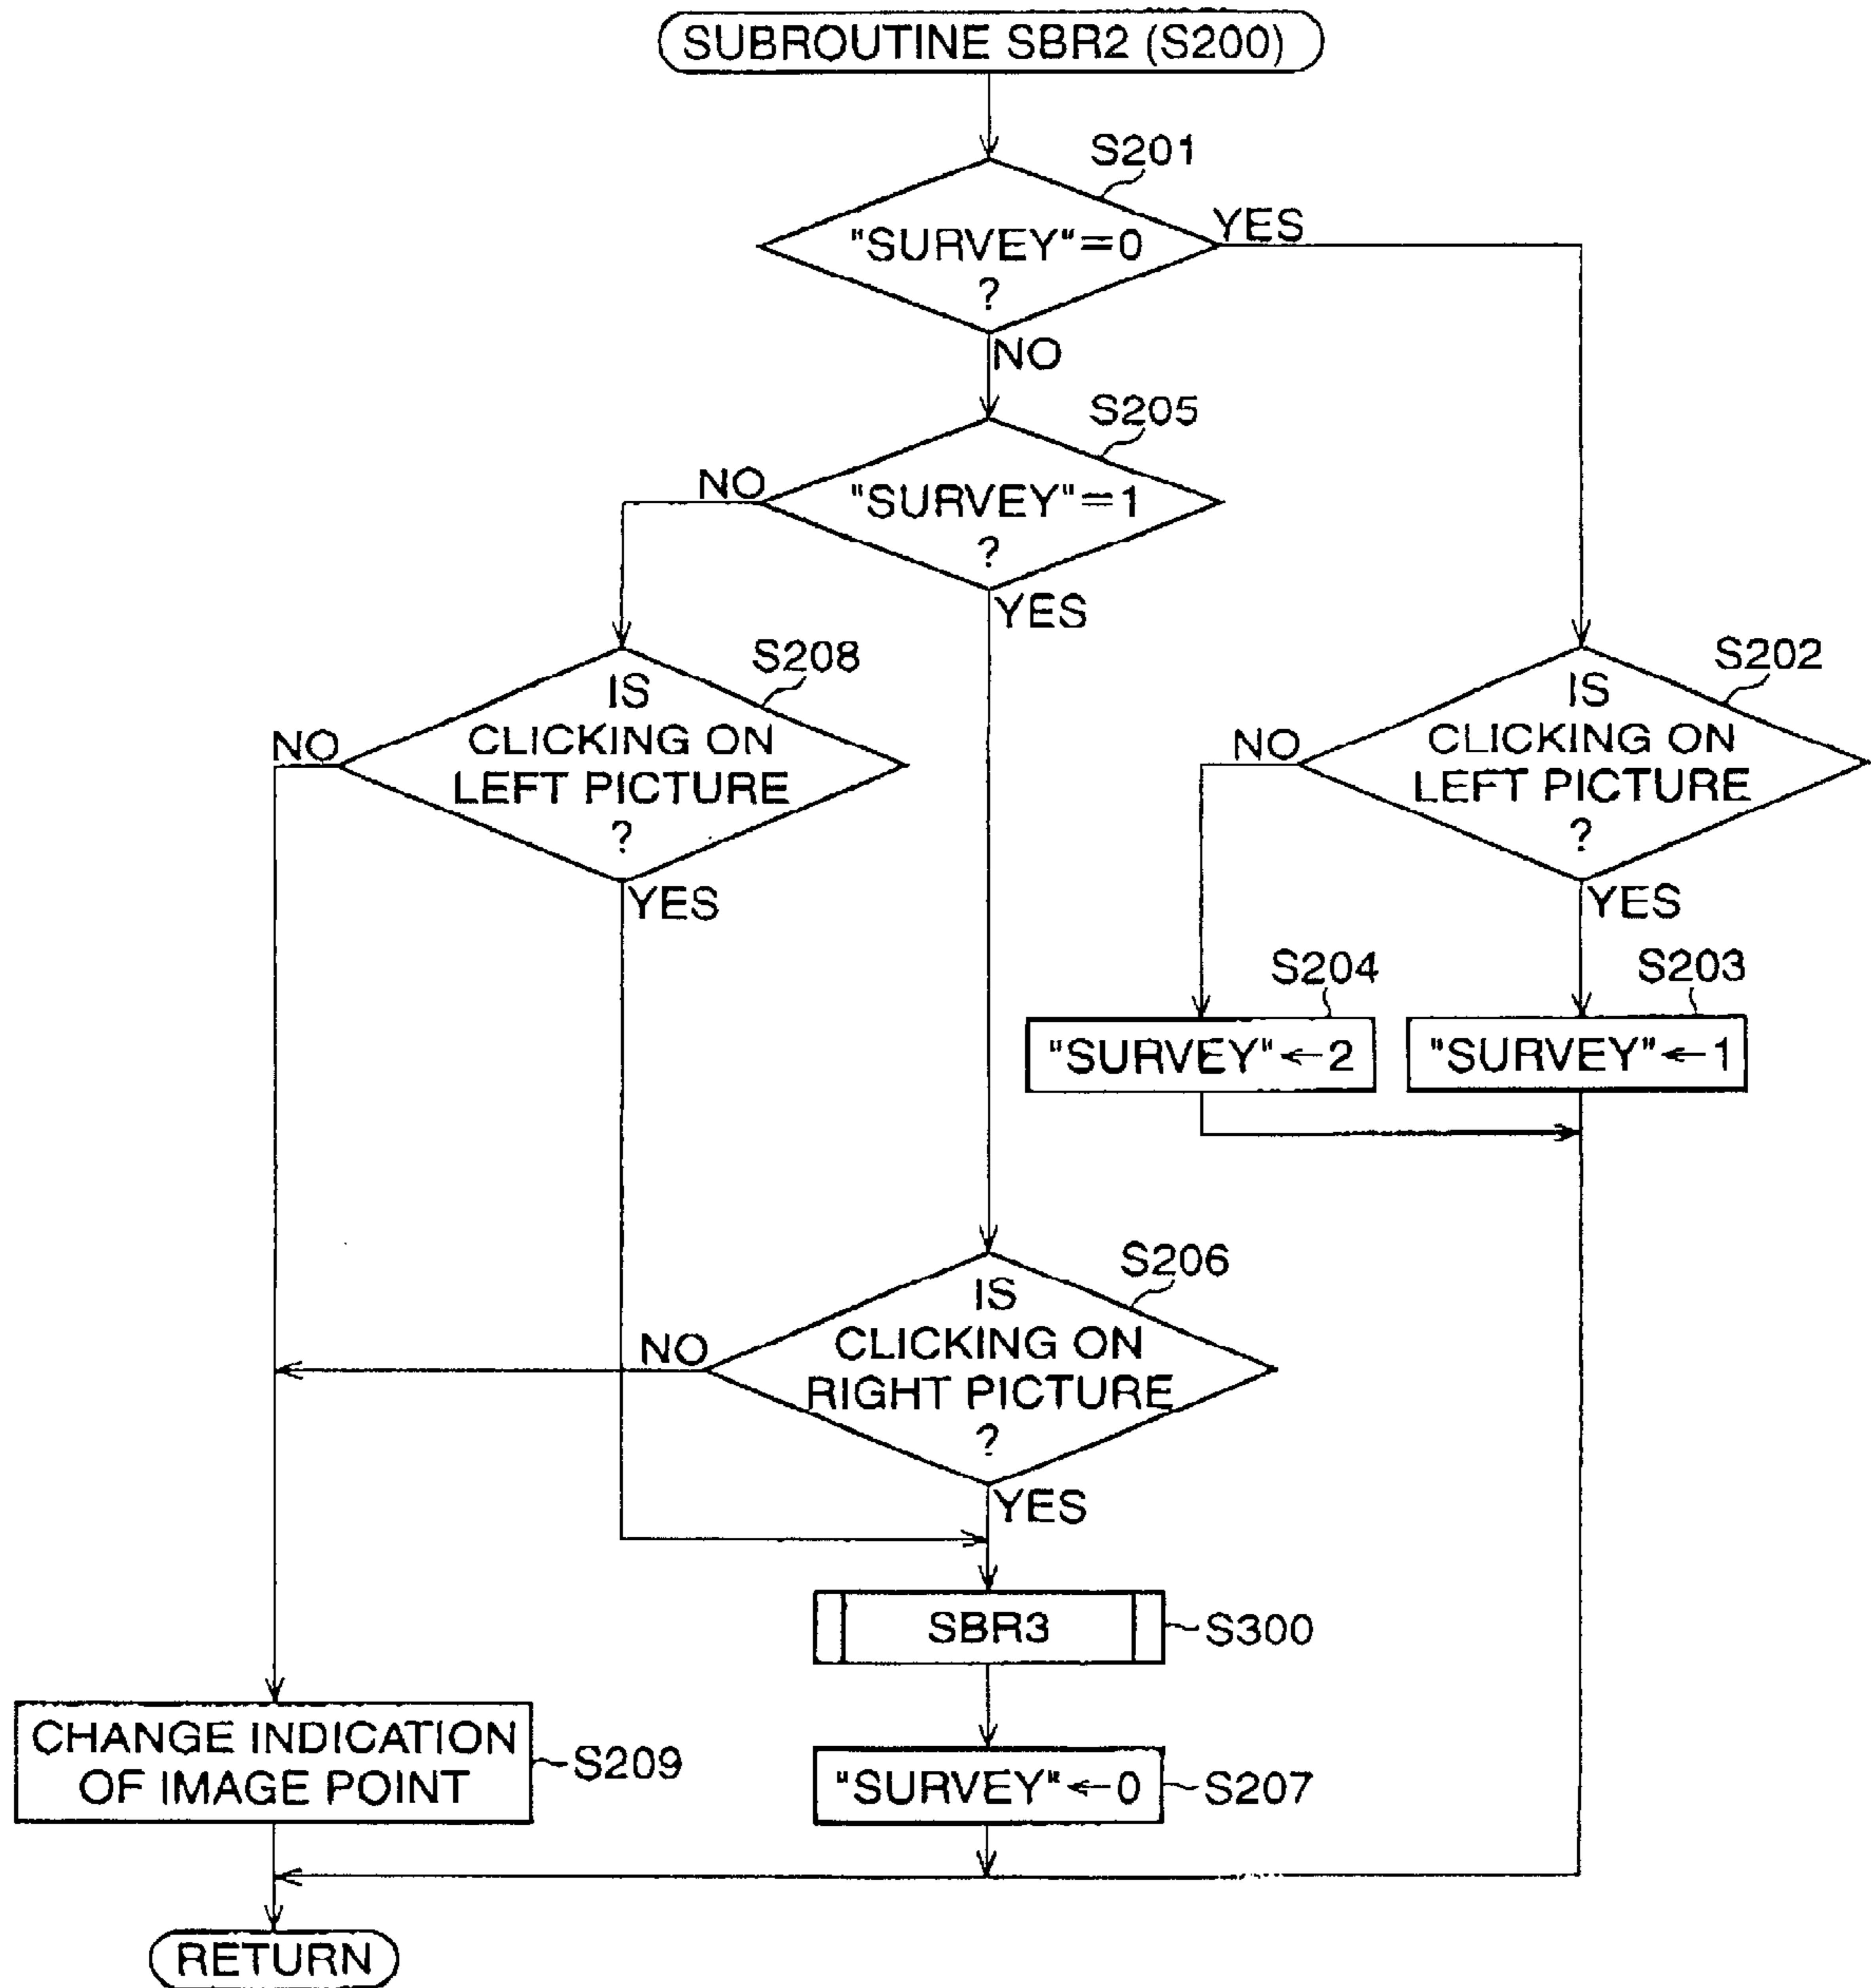 SUBROUTINE SBR2 (S200)
S201
"SURVEY"=0
?
YES
NO
S205
"SURVEY"=1
?
NO
YES
S208
IS
CLICKING ON
LEFT PICTURE
?
NO
YES
S202
IS
CLICKING ON
LEFT PICTURE
?
NO
YES
S204
"SURVEY"←2
S203
"SURVEY"←1
S206
IS
CLICKING ON
RIGHT PICTURE
?
NO
YES
SBR3
S300
CHANGE INDICATION
OF IMAGE POINT
S209
"SURVEY"←0
S207
RETURN